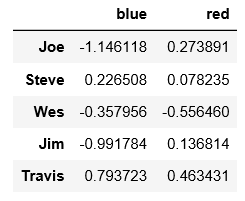 blue red
Joe -1.146118 0.273891
Steve 0.226508 0.078235
Wes -0.357956 -0.556460
Jim -0.991784 0.136814
Travis 0.793723 0.463431